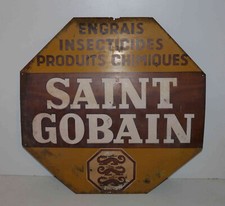 ENGRAIS
INSECTICIDES
PRODUITS CHIMIQUES
SAINT
GOBAIN